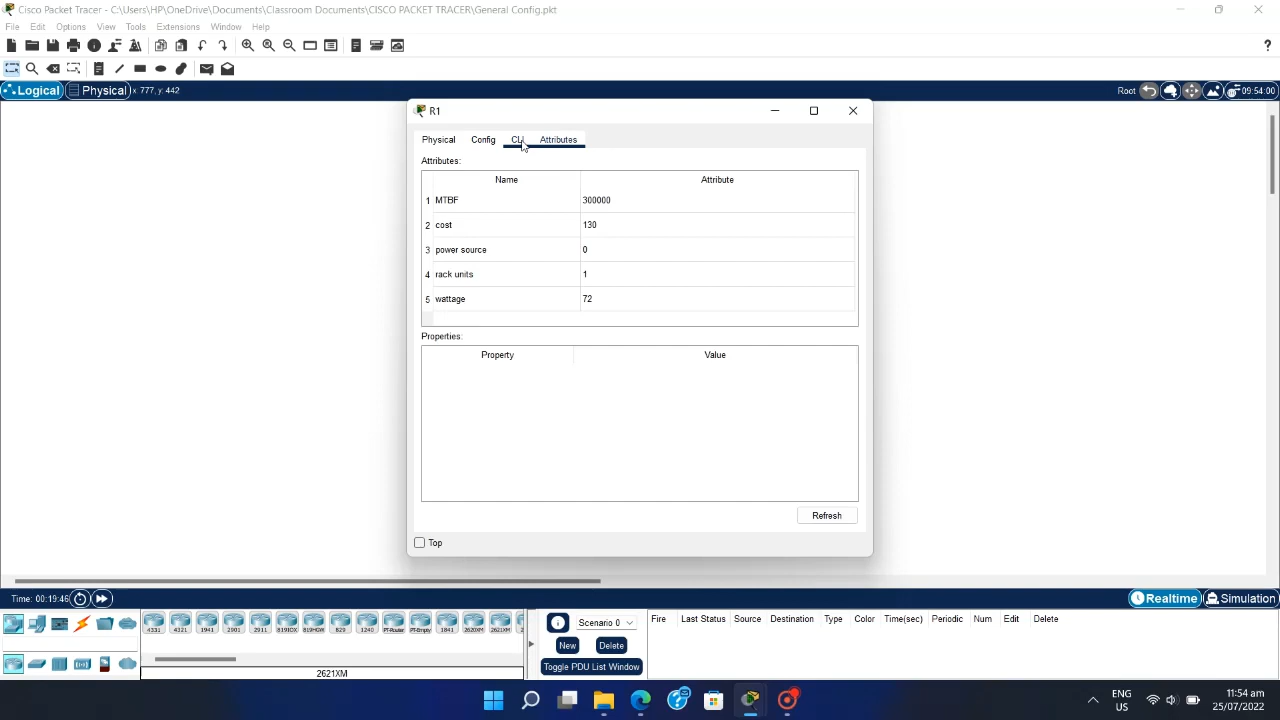 Cisco Packet Tracer - C:\Users\HP\OneDrive\Documents\Classroom Documents\CISCO PACKET TRACER\General Config.pkt
File Edit Options View Tools Extensions Window Help
?
Logical Physical x: 777, y: 442 Root 09:54:00
R1
Physical Config CLI Attributes
Attributes:
Name Attribute
1 MTBF 300000
2 cost 130
3 power source 0
4 rack units 1
5 wattage 72
Properties:
Property Value
Refresh
Top
Time: 00:19:46 Realtime Simulation
4331 4321 1941 2901 2911 819IOX 819HGW 829 1240 PT-Router PT-Empty 1841 2620XM 2621XM
Scenario 0
Fire Last Status Source Destination Type Color Time(sec) Periodic Num Edit Delete
New Delete
Toggle PDU List Window
2621XM
ENG
US
11:54 am
25/07/2022